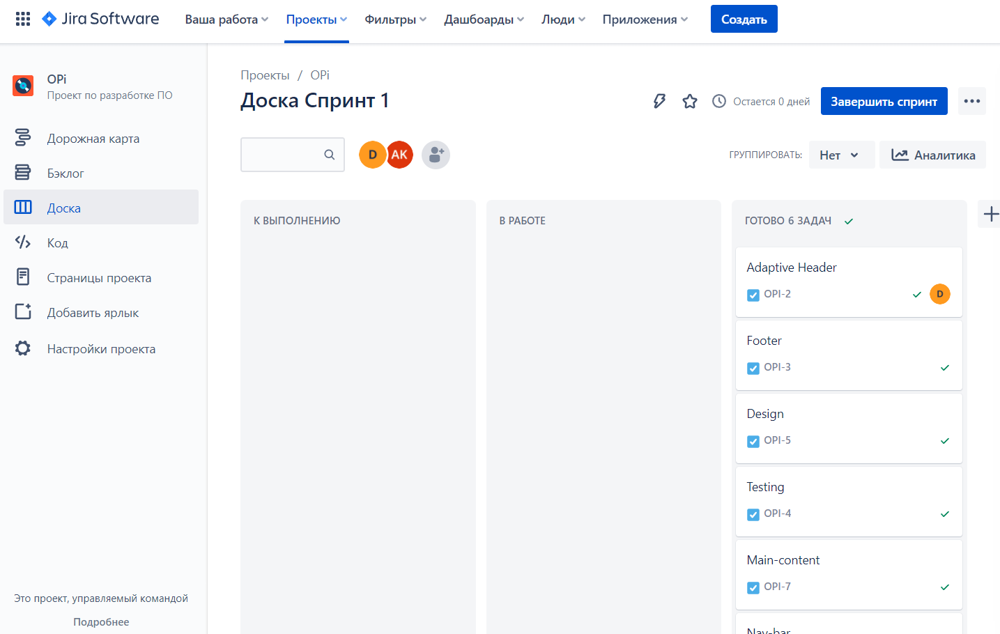 Jira Software
Ваша работа
Проекты
Фильтры
Дашборды
Люди
Приложения
Создать
OPi
Проект по разработке ПО
Дорожная карта
Бэклог
Доска
Код
Страницы проекта
Добавить ярлык
Настройки проекта
Это проект, управляемый командой
Подробнее
Проекты / OPi
Доска Спринт 1
Остается 0 дней
Завершить спринт
D
АК
ГРУППИРОВАТЬ:
Нет
Аналитика
К ВЫПОЛНЕНИЮ
В РАБОТЕ
ГОТОВО 6 ЗАДАЧ
Adaptive Header
OPI-2
D
Footer
OPI-3
Design
OPI-5
Testing
OPI-4
Main-content
OPI-7
Nav-bar